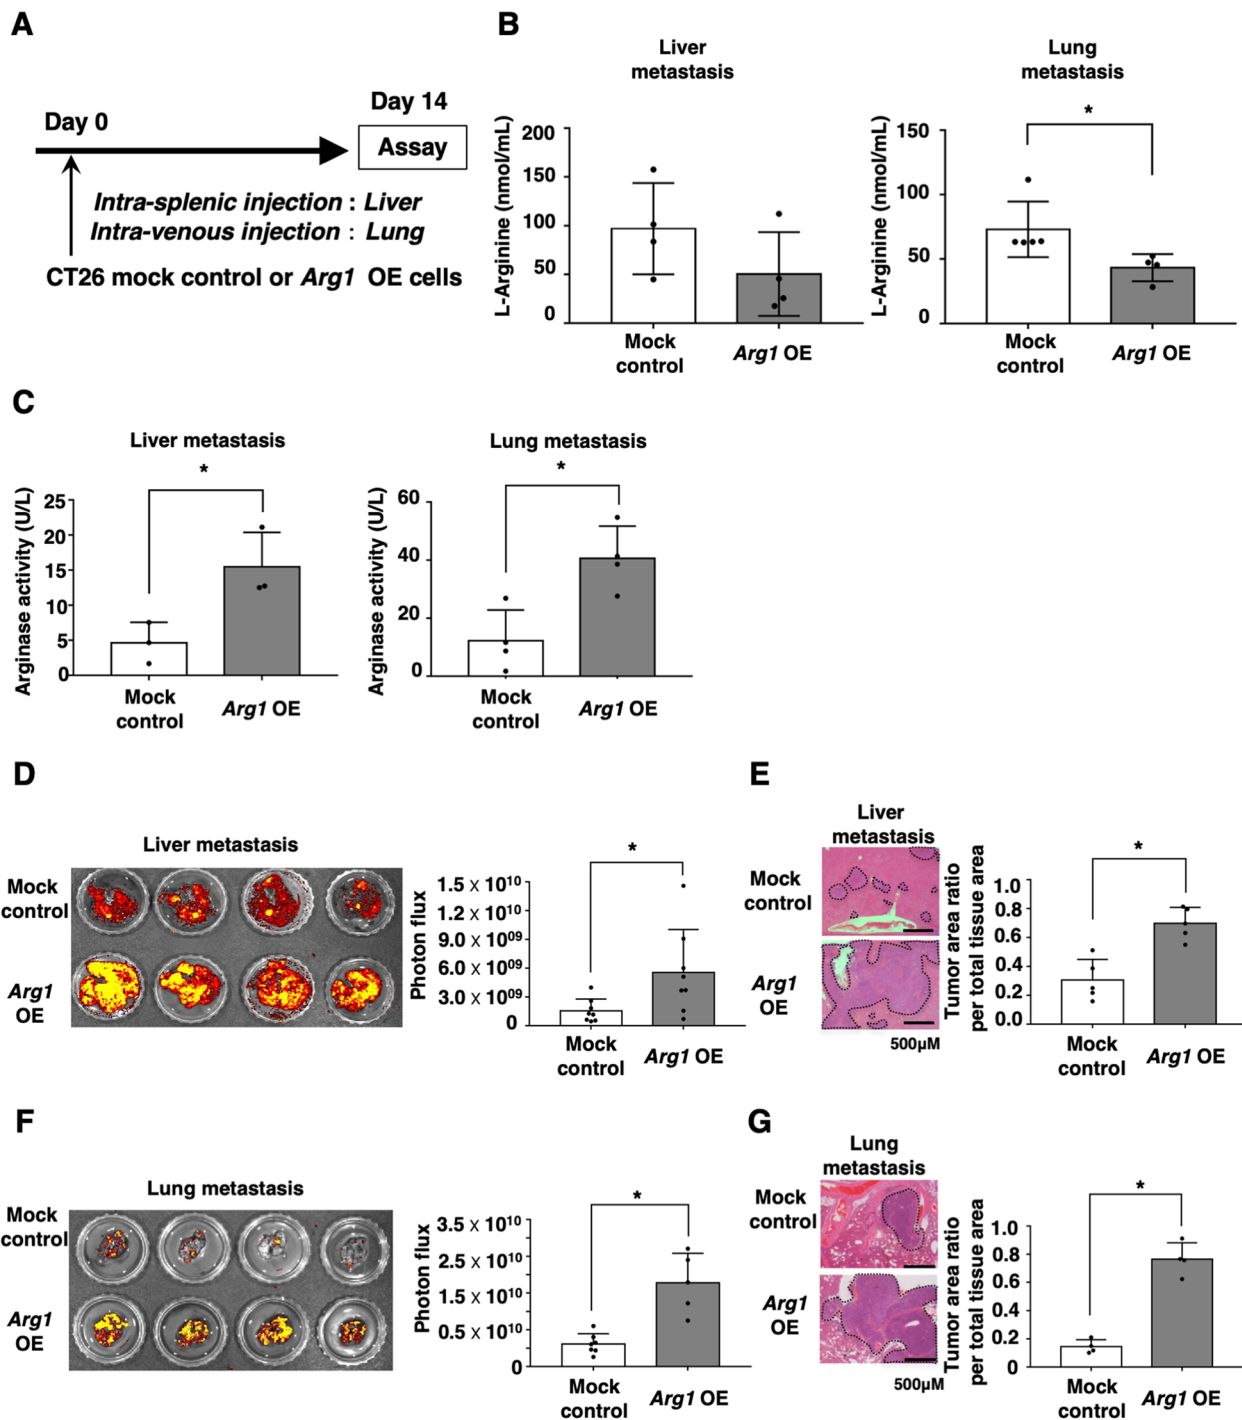 A
Day 0
Day 14
Assay
Intra-splenic injection : Liver
Intra-venous injection : Lung
CT26 mock control or Arg1 OE cells
B
Liver
metastasis
L-Arginine (nmol/mL)
200
150
100
50
0
Mock
control
Arg1 OE
Lung
metastasis
*
L-Arginine (nmol/mL)
150
100
50
0
Mock
control
Arg1 OE
C
Liver metastasis
*
Arginase activity (U/L)
25
20
15
10
5
0
Mock
control
Arg1 OE
Lung metastasis
*
Arginase activity (U/L)
60
40
20
0
Mock
control
Arg1 OE
D
Liver metastasis
Mock
control
Arg1
OE
*
Photon flux
1.5 x 10¹⁰
1.2 x 10¹⁰
9.0 x 10⁰⁹
6.0 x 10⁰⁹
3.0 x 10⁰⁹
0
Mock
control
Arg1 OE
E
Liver
metastasis
Mock
control
Arg1
OE
500µM
*
Tumor area ratio
per total tissue area
1.0
0.8
0.6
0.4
0.2
0.0
Mock
control
Arg1 OE
F
Lung metastasis
Mock
control
Arg1
OE
*
Photon flux
3.5 x 10¹⁰
2.5 x 10¹⁰
1.5 x 10¹⁰
0.5 x 10¹⁰
0
Mock
control
Arg1 OE
G
Lung
metastasis
Mock
control
Arg1
OE
500µM
*
Tumor area ratio
per total tissue area
1.0
0.8
0.6
0.4
0.2
0
Mock
control
Arg1 OE